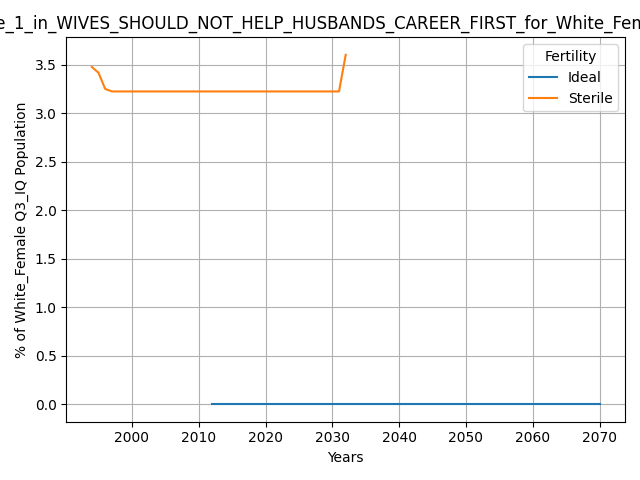 e_1_in_WIVES_SHOULD_NOT_HELP_HUSBANDS_CAREER_FIRST_for_White_Fem
Fertility
Ideal
Sterile
% of White_Female Q3_IQ Population
3.5
3.0
2.5
2.0
1.5
1.0
0.5
0.0
2000 2010 2020 2030 2040 2050 2060 2070
Years